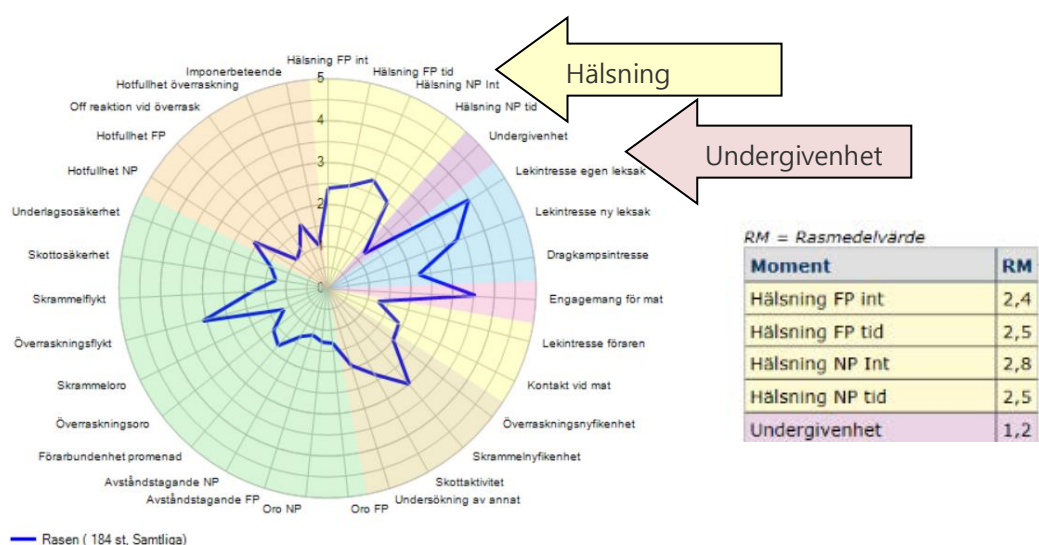 Hälsning FP int
Hälsning FP tid
Hälsning NP Int
Hälsning NP tid
Undergivenhet
Lekintresse egen leksak
Lekintresse ny leksak
Dragkampsintresse
Engagemang för mat
Lekintresse föraren
Kontakt vid mat
Överraskningsnyfikenhet
Skrammelnyfikenhet
Skottaktivitet
Undersökning av annat
Oro FP
Oro NP
Avståndstagande FP
Avståndstagande NP
Förarbundenhet promenad
Överraskningsoro
Skrammeloro
Överraskningsflykt
Skrammelflykt
Skottosäkerhet
Underlagsosäkerhet
Hotfullhet NP
Hotfullhet FP
Off reaktion vid överrask
Hotfullhet överraskning
Imponerbeteende
5
4
3
2
1
0
Rasen ( 184 st, Samtliga)
Hälsning
Undergivenhet
RM = Rasmedelvärde
Moment RM
Hälsning FP int 2,4
Hälsning FP tid 2,5
Hälsning NP Int 2,8
Hälsning NP tid 2,5
Undergivenhet 1,2